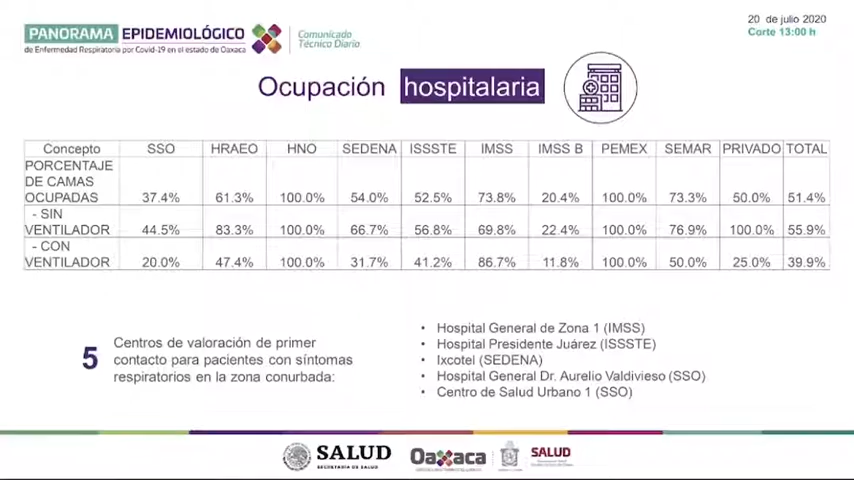 PANORAMA EPIDEMIOLÓGICO
de Enfermedad Respiratoria por Covid-19 en el estado de Oaxaca
Comunicado
Técnico Diario
20 de julio 2020
Corte 13:00 h
Ocupación hospitalaria
Concepto SSO HRAEO HNO SEDENA ISSSTE IMSS IMSS B PEMEX SEMAR PRIVADO TOTAL
PORCENTAJE
DE CAMAS
OCUPADAS 37.4% 61.3% 100.0% 54.0% 52.5% 73.8% 20.4% 100.0% 73.3% 50.0% 51.4%
- SIN
VENTILADOR 44.5% 83.3% 100.0% 66.7% 56.8% 69.8% 22.4% 100.0% 76.9% 100.0% 55.9%
- CON
VENTILADOR 20.0% 47.4% 100.0% 31.7% 41.2% 86.7% 11.8% 100.0% 50.0% 25.0% 39.9%
5
Centros de valoración de primer
contacto para pacientes con síntomas
respiratorios en la zona conurbada:
• Hospital General de Zona 1 (IMSS)
• Hospital Presidente Juárez (ISSSTE)
• Ixcotel (SEDENA)
• Hospital General Dr. Aurelio Valdivieso (SSO)
• Centro de Salud Urbano 1 (SSO)
SALUD
SECRETARÍA DE SALUD
Oaxaca
SALUD